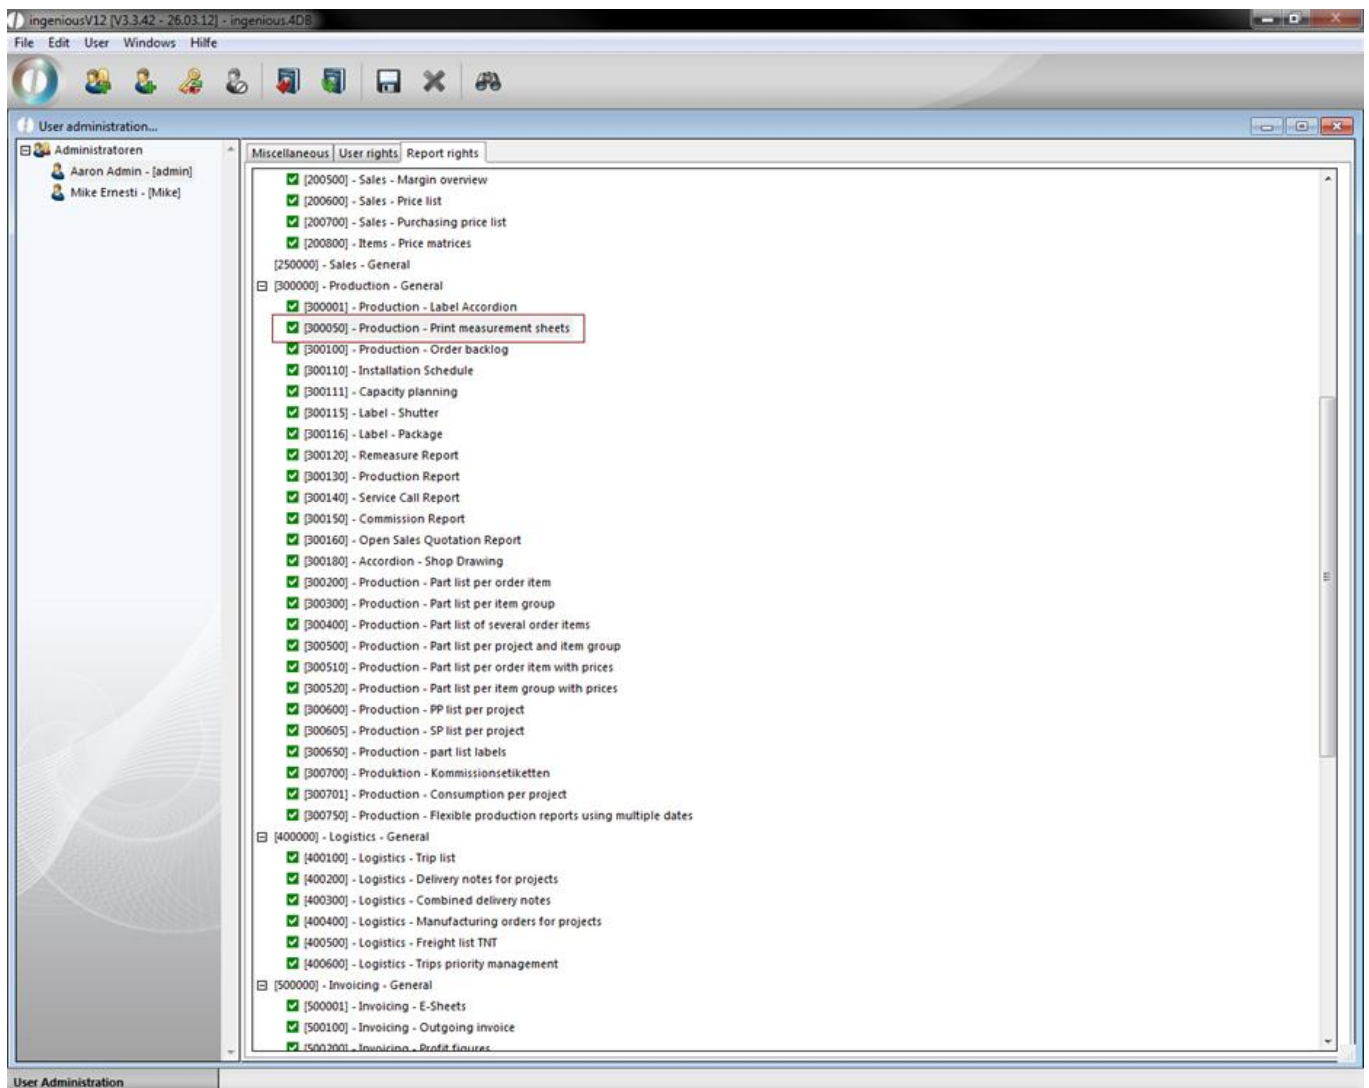 ingeniousV12 [V3.3.42 - 26.03.12] - ingenious.4DB
File Edit User Windows Hilfe
User administration...
Administratoren
Aaron Admin - [admin]
Mike Ernesti - [Mike]
Miscellaneous User rights Report rights
[200500] - Sales - Margin overview
[200600] - Sales - Price list
[200700] - Sales - Purchasing price list
[200800] - Items - Price matrices
[250000] - Sales - General
[300000] - Production - General
[300001] - Production - Label Accordion
[300050] - Production - Print measurement sheets
[300100] - Production - Order backlog
[300110] - Installation Schedule
[300111] - Capacity planning
[300115] - Label - Shutter
[300116] - Label - Package
[300120] - Remeasure Report
[300130] - Production Report
[300140] - Service Call Report
[300150] - Commission Report
[300160] - Open Sales Quotation Report
[300180] - Accordion - Shop Drawing
[300200] - Production - Part list per order item
[300300] - Production - Part list per item group
[300400] - Production - Part list of several order items
[300500] - Production - Part list per project and item group
[300510] - Production - Part list per order item with prices
[300520] - Production - Part list per item group with prices
[300600] - Production - PP list per project
[300605] - Production - SP list per project
[300650] - Production - part list labels
[300700] - Produktion - Kommissionsetiketten
[300701] - Production - Consumption per project
[300750] - Production - Flexible production reports using multiple dates
[400000] - Logistics - General
[400100] - Logistics - Trip list
[400200] - Logistics - Delivery notes for projects
[400300] - Logistics - Combined delivery notes
[400400] - Logistics - Manufacturing orders for projects
[400500] - Logistics - Freight list TNT
[400600] - Logistics - Trips priority management
[500000] - Invoicing - General
[500001] - Invoicing - E-Sheets
[500100] - Invoicing - Outgoing invoice
[500200] - Invoicing - Profit figures
User Administration